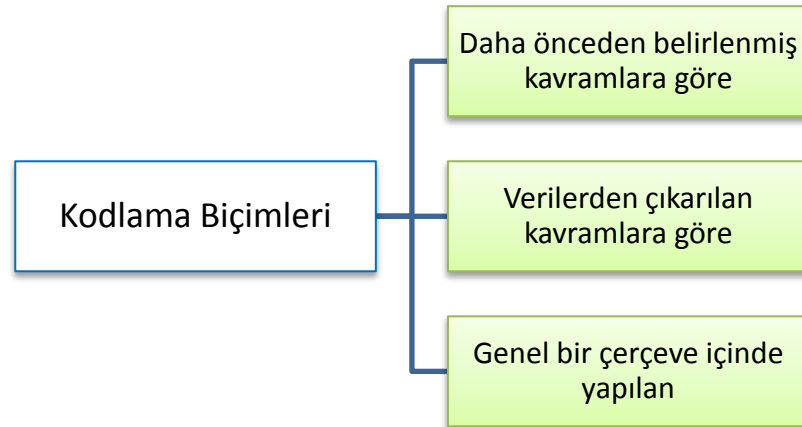 Kodlama Biçimleri
Daha önceden belirlenmiş
kavramlara göre
Verilerden çıkarılan
kavramlara göre
Genel bir çerçeve içinde
yapılan